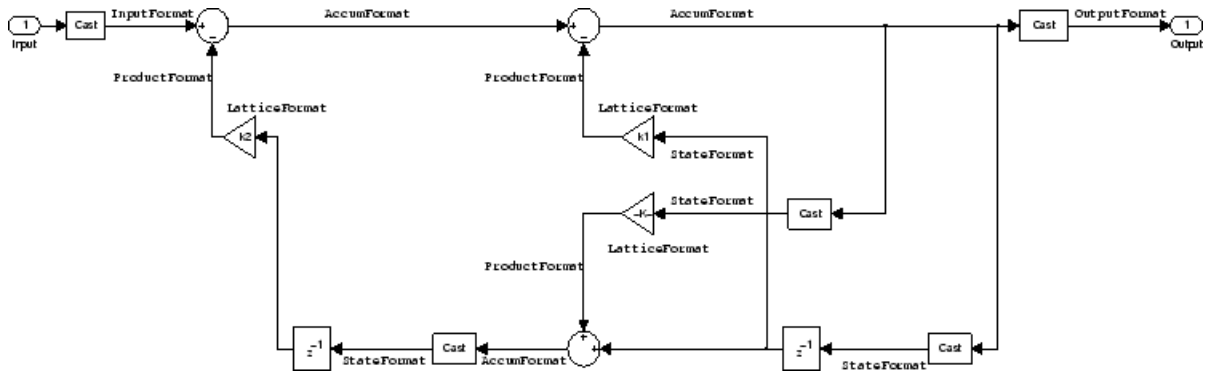 InputFormat
AccumFormat
AccumFormat
OutputFormat
1
Cast
+
+
Cast
1
Input
−
−
Output
ProductFormat
ProductFormat
LatticeFormat
LatticeFormat
k2
k1
StateFormat
StateFormat
-K-
Cast
LatticeFormat
ProductFormat
+
z-1
Cast
+
z-1
Cast
StateFormat
AccumFormat
StateFormat